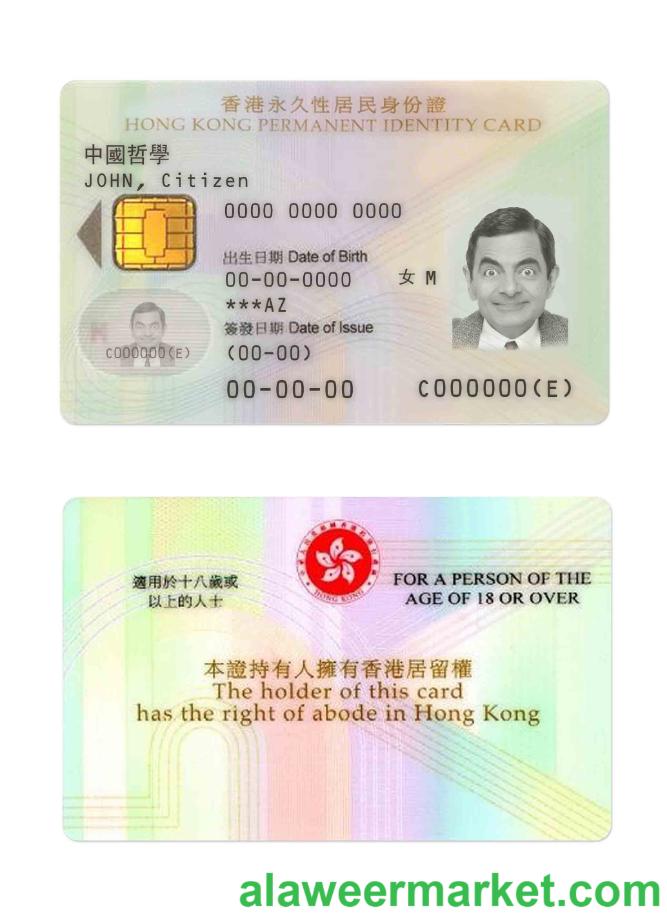 香港永久性居民身份證
HONG KONG PERMANENT IDENTITY CARD
中國哲學
JOHN, Citizen
0000 0000 0000
出生日期 Date of Birth
00-00-0000 女 M
***AZ
簽發日期 Date of Issue
C000000(E) (00-00)
00-00-00 C000000(E)
適用於十八歲或
以上的人士
HONG KONG
FOR A PERSON OF THE
AGE OF 18 OR OVER
本證持有人擁有香港居留權
The holder of this card
has the right of abode in Hong Kong
alaweermarket.com